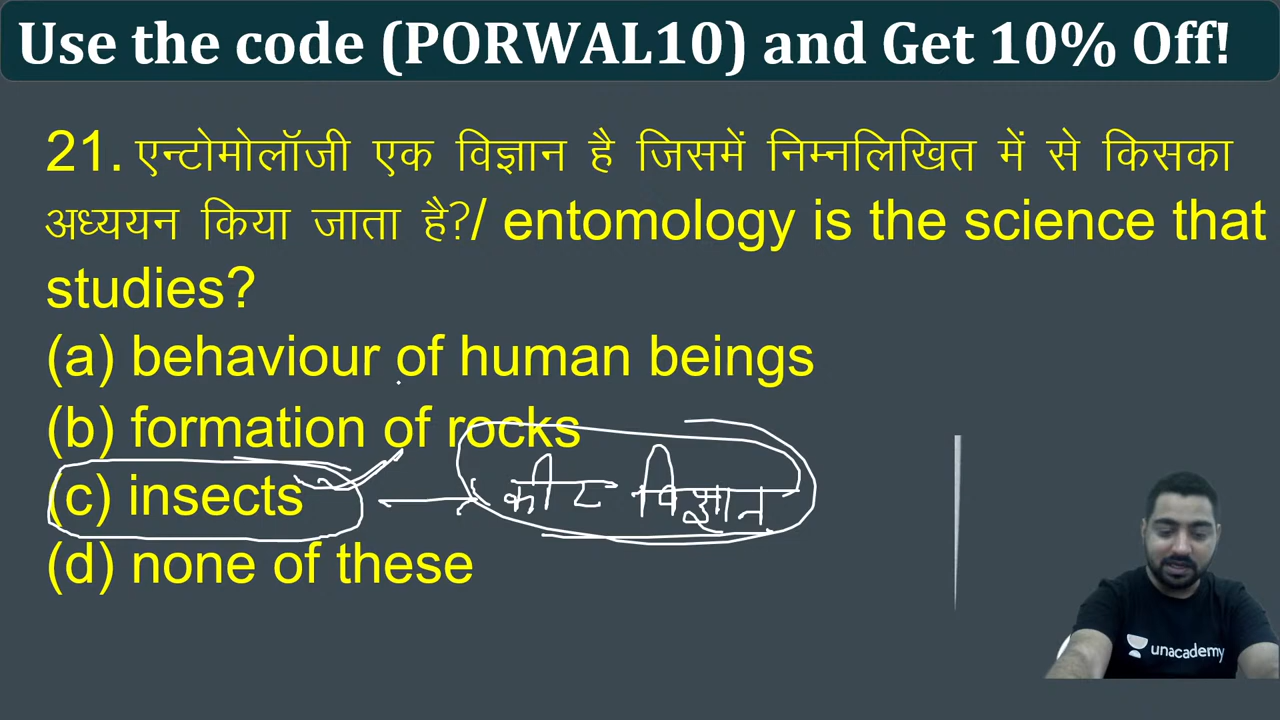 Use the code (PORWAL10) and Get 10% Off!
21. एन्टोमोलॉजी एक विज्ञान है जिसमें निम्नलिखित में से किसका
अध्ययन किया जाता है?/ entomology is the science that
studies?
(a) behaviour of human beings
(b) formation of rocks
(c) insects
कीट विज्ञान
(d) none of these
unacademy